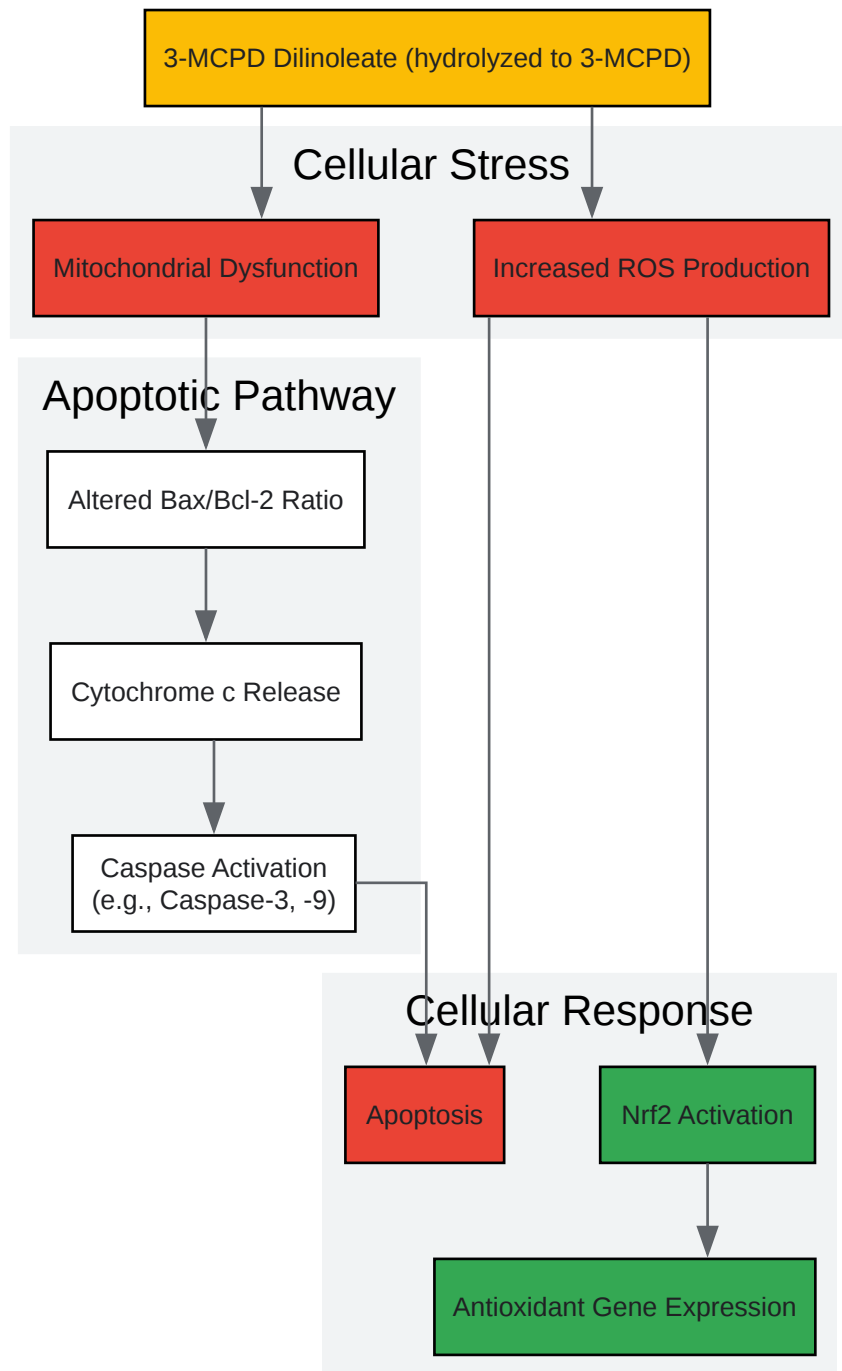 3-MCPD Dilinoleate (hydrolyzed to 3-MCPD)
Cellular Stress
Mitochondrial Dysfunction
Increased ROS Production
Apoptotic Pathway
Altered Bax/Bcl-2 Ratio
Cytochrome c Release
Caspase Activation
(e.g., Caspase-3, -9)
Cellular Response
Apoptosis
Nrf2 Activation
Antioxidant Gene Expression